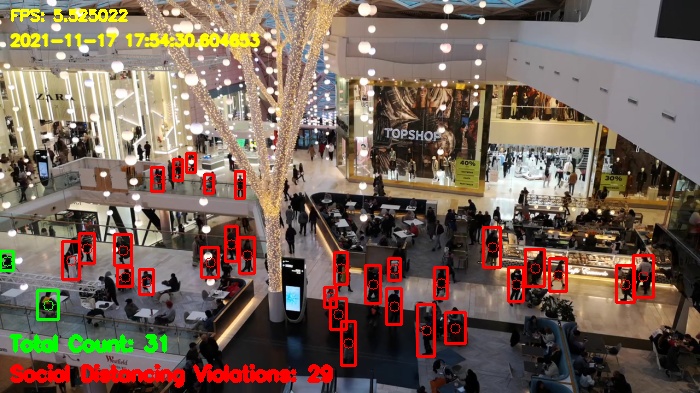 FPS: 5.525022
2021-11-17 17:54:30.604653
ZARA
TOPSHOP
40%
30%
Total Count: 31
Social Distancing Violations: 29